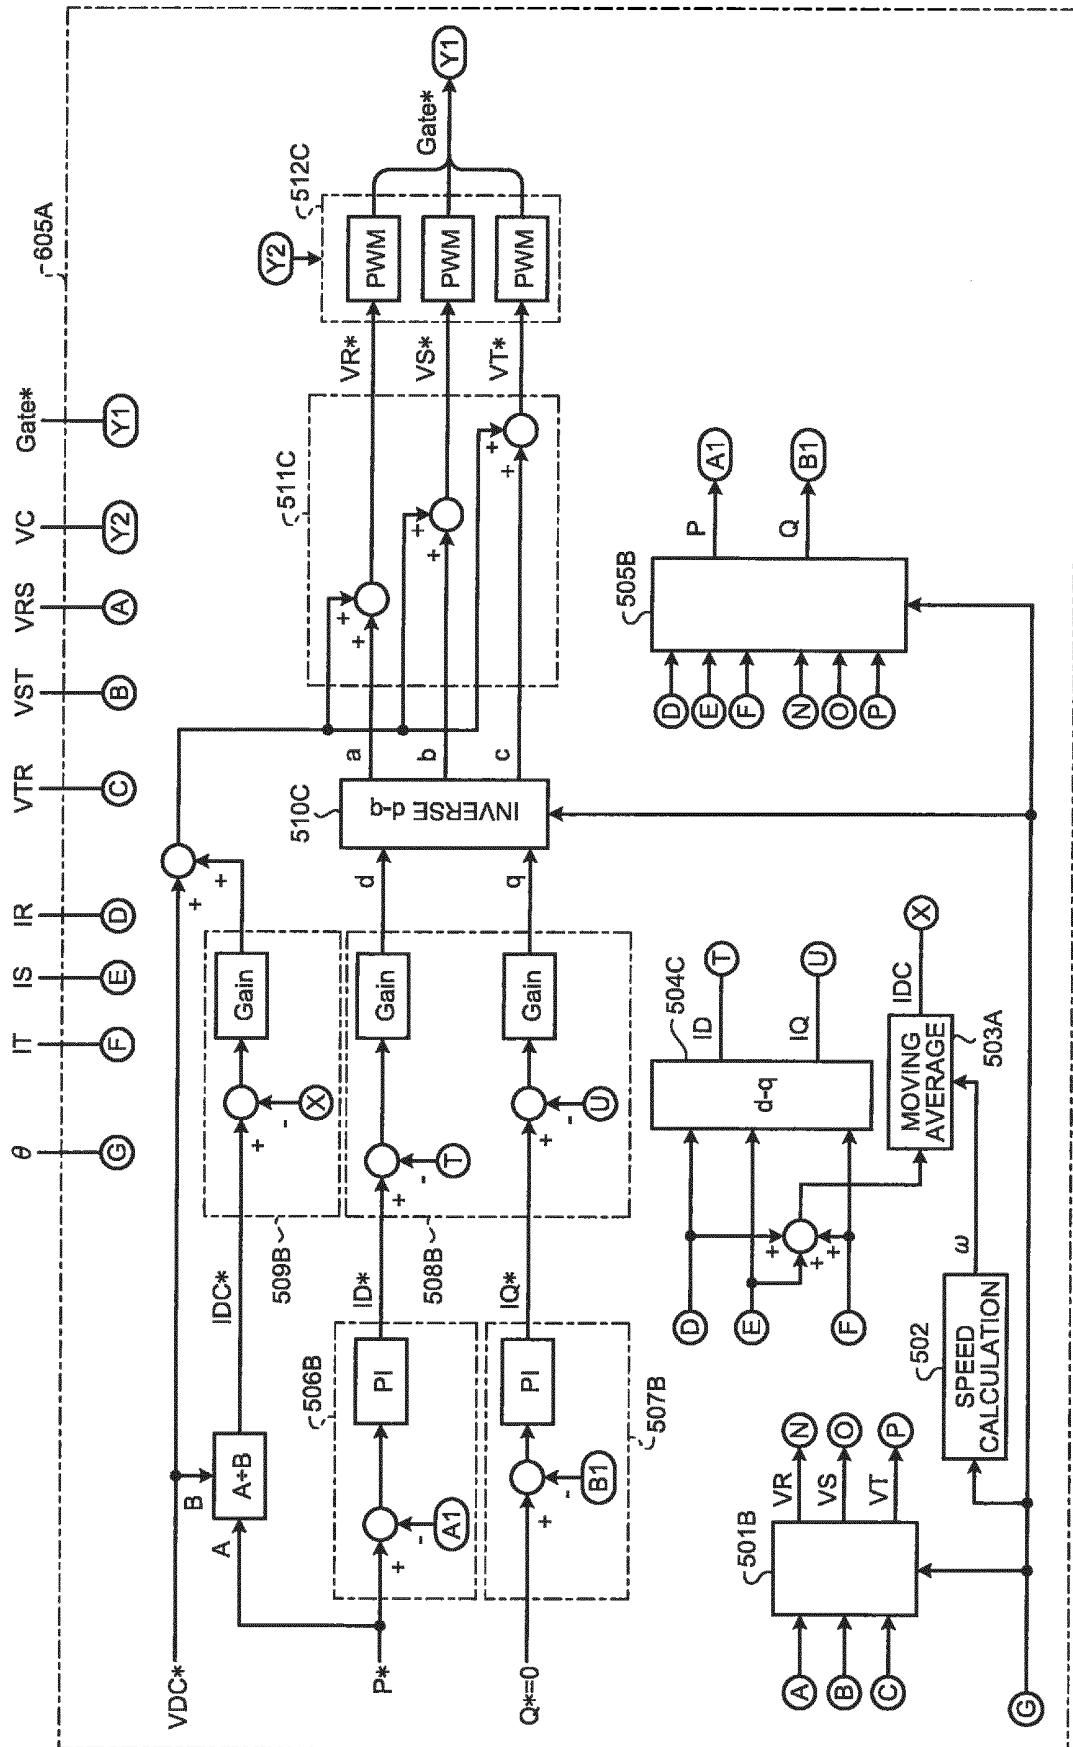 605A
θ
IT
IS
IR
VTR
VST
VRS
VC
Gate*
G
F
E
D
C
B
A
Y2
Y1
VDC*
B
A
A÷B
IDC*
+
-
X
Gain
509B
+
+
P*
+
-
A1
PI
506B
ID*
+
-
T
Gain
508B
d
Q*=0
+
-
B1
PI
507B
IQ*
+
-
U
Gain
q
510C
INVERSE d-q
a
b
c
511C
+
+
+
+
+
+
VR*
VS*
VT*
Y2
512C
PWM
PWM
PWM
Gate*
Y1
A
B
C
501B
VR
VS
VT
N
O
P
502
SPEED
CALCULATION
ω
D
E
F
+
+
+
504C
d-q
ID
IQ
T
U
MOVING
AVERAGE
503A
IDC
X
D
E
F
N
O
P
505B
P
Q
A1
B1
G